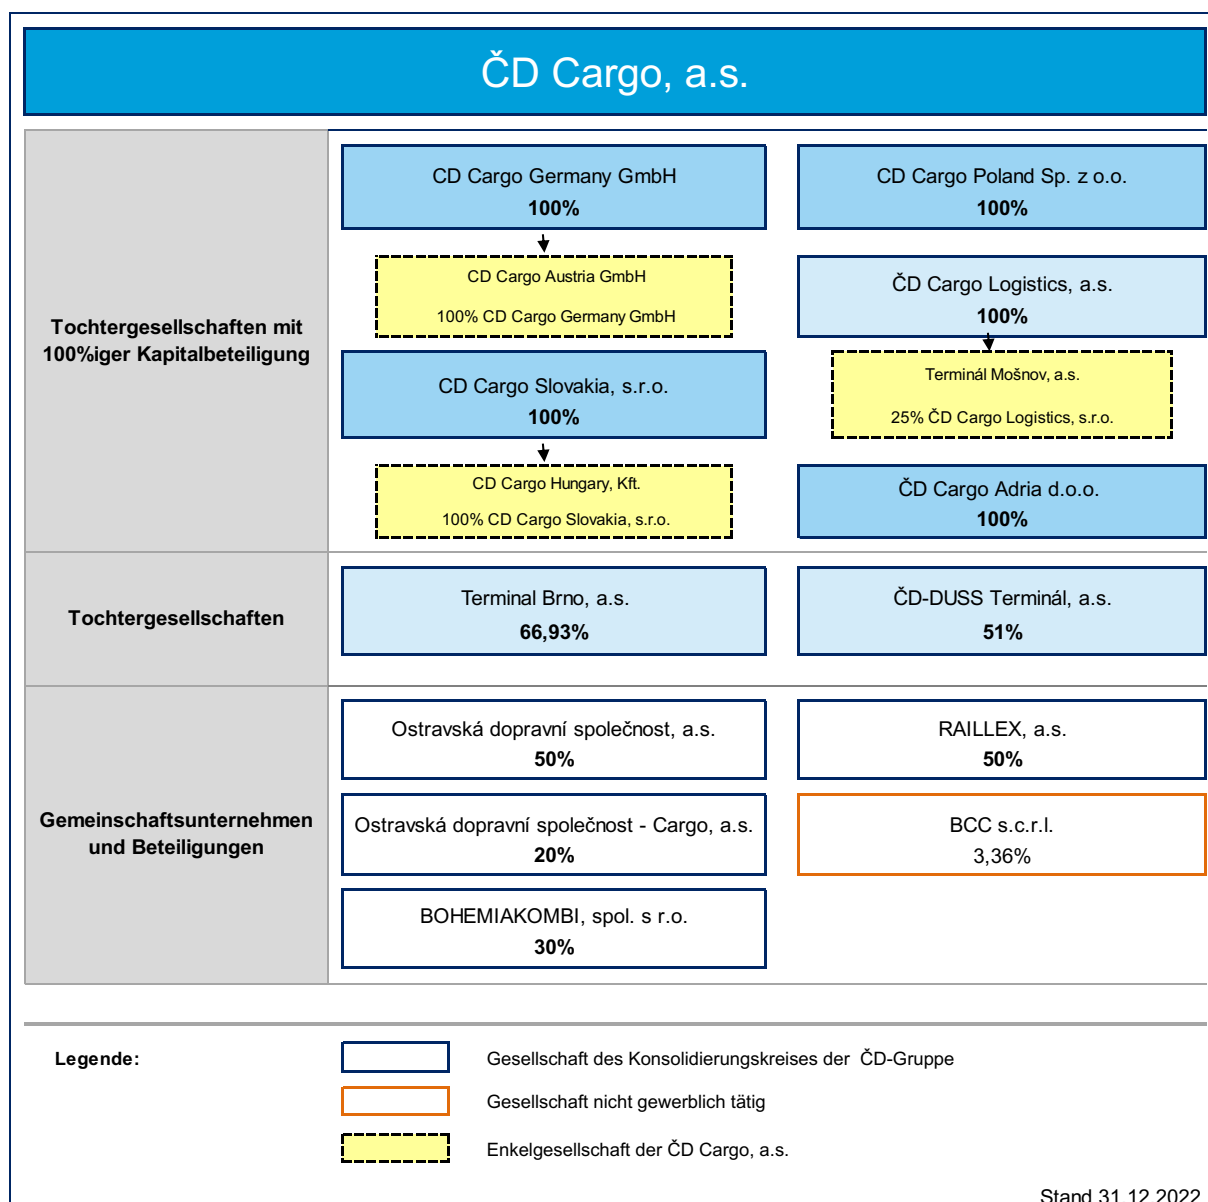 ČD Cargo, a.s.
Tochtergesellschaften mit
100%iger Kapitalbeteiligung
CD Cargo Germany GmbH
100%
CD Cargo Austria GmbH
100% CD Cargo Germany GmbH
CD Cargo Slovakia, s.r.o.
100%
CD Cargo Hungary, Kft.
100% CD Cargo Slovakia, s.r.o.
CD Cargo Poland Sp. z o.o.
100%
ČD Cargo Logistics, a.s.
100%
Terminál Mošnov, a.s.
25% ČD Cargo Logistics, s.r.o.
ČD Cargo Adria d.o.o.
100%
Tochtergesellschaften
Terminal Brno, a.s.
66,93%
ČD-DUSS Terminál, a.s.
51%
Gemeinschaftsunternehmen
und Beteiligungen
Ostravská dopravní společnost, a.s.
50%
RAILLEX, a.s.
50%
Ostravská dopravní společnost - Cargo, a.s.
20%
BCC s.c.r.l.
3,36%
BOHEMIAKOMBI, spol. s r.o.
30%
Legende:
Gesellschaft des Konsolidierungskreises der ČD-Gruppe
Gesellschaft nicht gewerblich tätig
Enkelgesellschaft der ČD Cargo, a.s.
Stand 31.12.2022